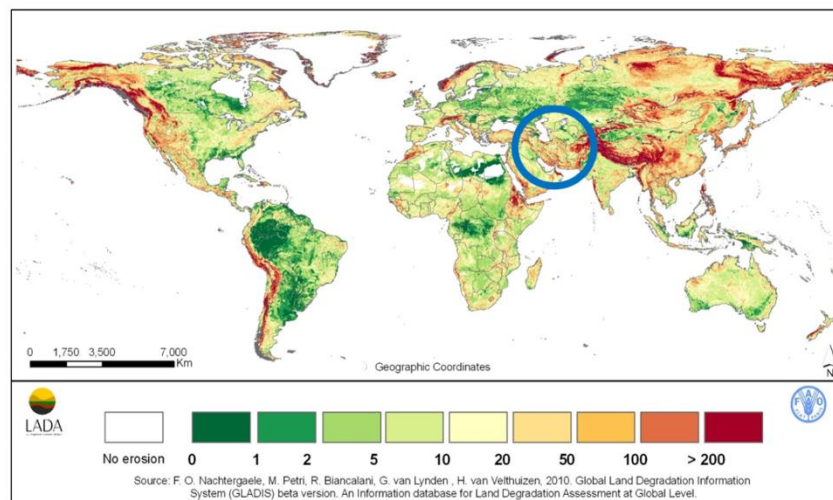 0 1,750 3,500 7,000
Km
Geographic Coordinates
N
LADA
FAO
No erosion 0 1 2 5 10 20 50 100 > 200
Source: F. O. Nachtergaele, M. Petri, R. Biancalani, G. van Lynden , H. van Velthuizen, 2010. Global Land Degradation Information
System (GLADIS) beta version. An Information database for Land Degradation Assessment at Global Level.